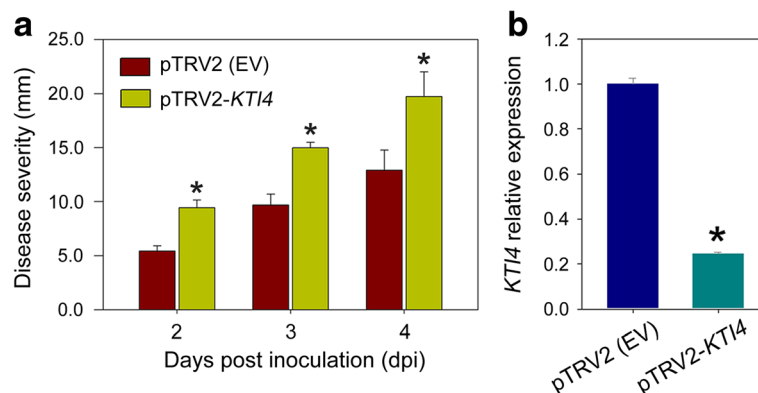 a
Disease severity (mm)
25.0
20.0
15.0
10.0
5.0
0.0
pTRV2 (EV)
pTRV2-KTI4
*
*
*
2
3
4
Days post inoculation (dpi)
b
KTI4 relative expression
1.2
1.0
0.8
0.6
0.4
0.2
0.0
*
pTRV2 (EV)
pTRV2-KTI4